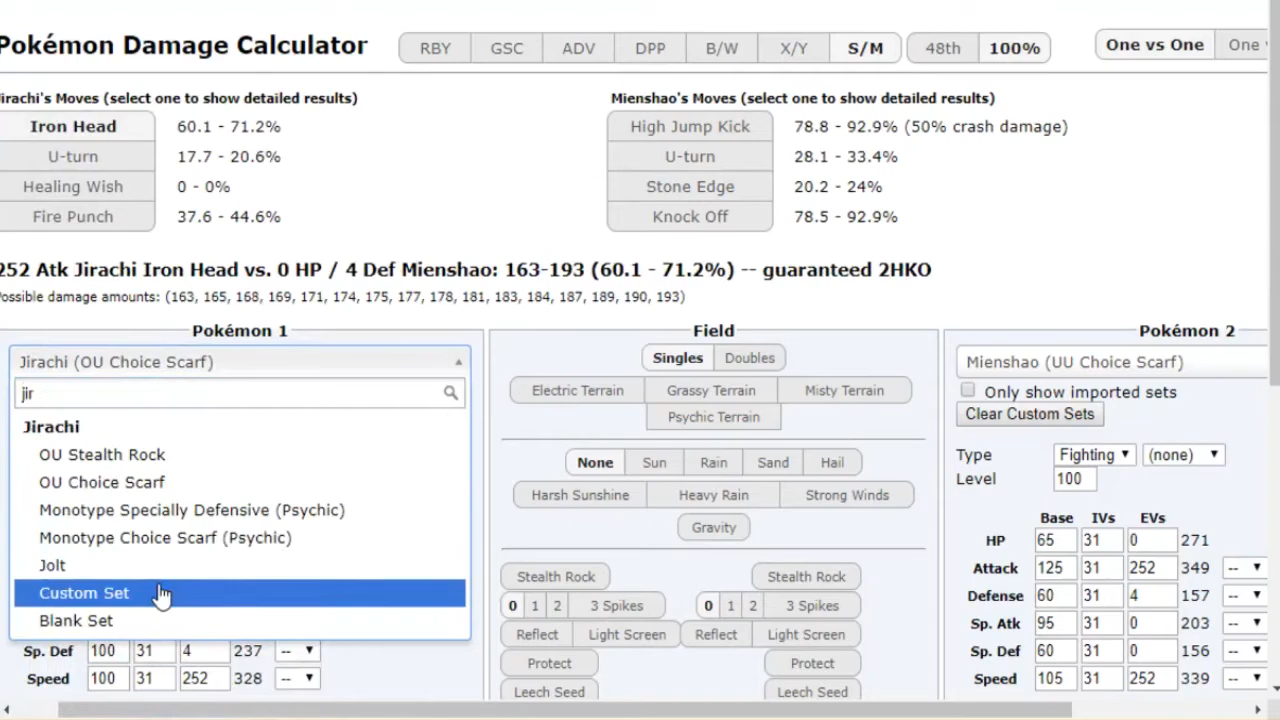 Pokémon Damage Calculator RBY GSC ADV DPP B/W X/Y S/M 48th 100% One vs One One
Jirachi's Moves (select one to show detailed results) Mienshao's Moves (select one to show detailed results)
Iron Head 60.1 - 71.2% High Jump Kick 78.8 - 92.9% (50% crash damage)
U-turn 17.7 - 20.6% U-turn 28.1 - 33.4%
Healing Wish 0 - 0% Stone Edge 20.2 - 24%
Fire Punch 37.6 - 44.6% Knock Off 78.5 - 92.9%
252 Atk Jirachi Iron Head vs. 0 HP / 4 Def Mienshao: 163-193 (60.1 - 71.2%) -- guaranteed 2HKO
Possible damage amounts: (163, 165, 168, 169, 171, 174, 175, 177, 178, 181, 183, 184, 187, 189, 190, 193)
Pokémon 1 Field Pokémon 2
Jirachi (OU Choice Scarf) Singles Doubles Mienshao (UU Choice Scarf)
jir Electric Terrain Grassy Terrain Misty Terrain Only show imported sets
Psychic Terrain Clear Custom Sets
Jirachi
OU Stealth Rock None Sun Rain Sand Hail Type Fighting (none)
OU Choice Scarf Harsh Sunshine Heavy Rain Strong Winds Level 100
Monotype Specially Defensive (Psychic) Base IVs EVs
Monotype Choice Scarf (Psychic) Gravity HP 65 31 0 271
Jolt Stealth Rock Stealth Rock Attack 125 31 252 349 --
Custom Set 0 1 2 3 Spikes 0 1 2 3 Spikes Defense 60 31 4 157 --
Blank Set Reflect Light Screen Reflect Light Screen Sp. Atk 95 31 0 203 --
Sp. Def 100 31 4 237 -- Protect Protect Sp. Def 60 31 0 156 --
Speed 100 31 252 328 -- Leech Seed Leech Seed Speed 105 31 252 339 --